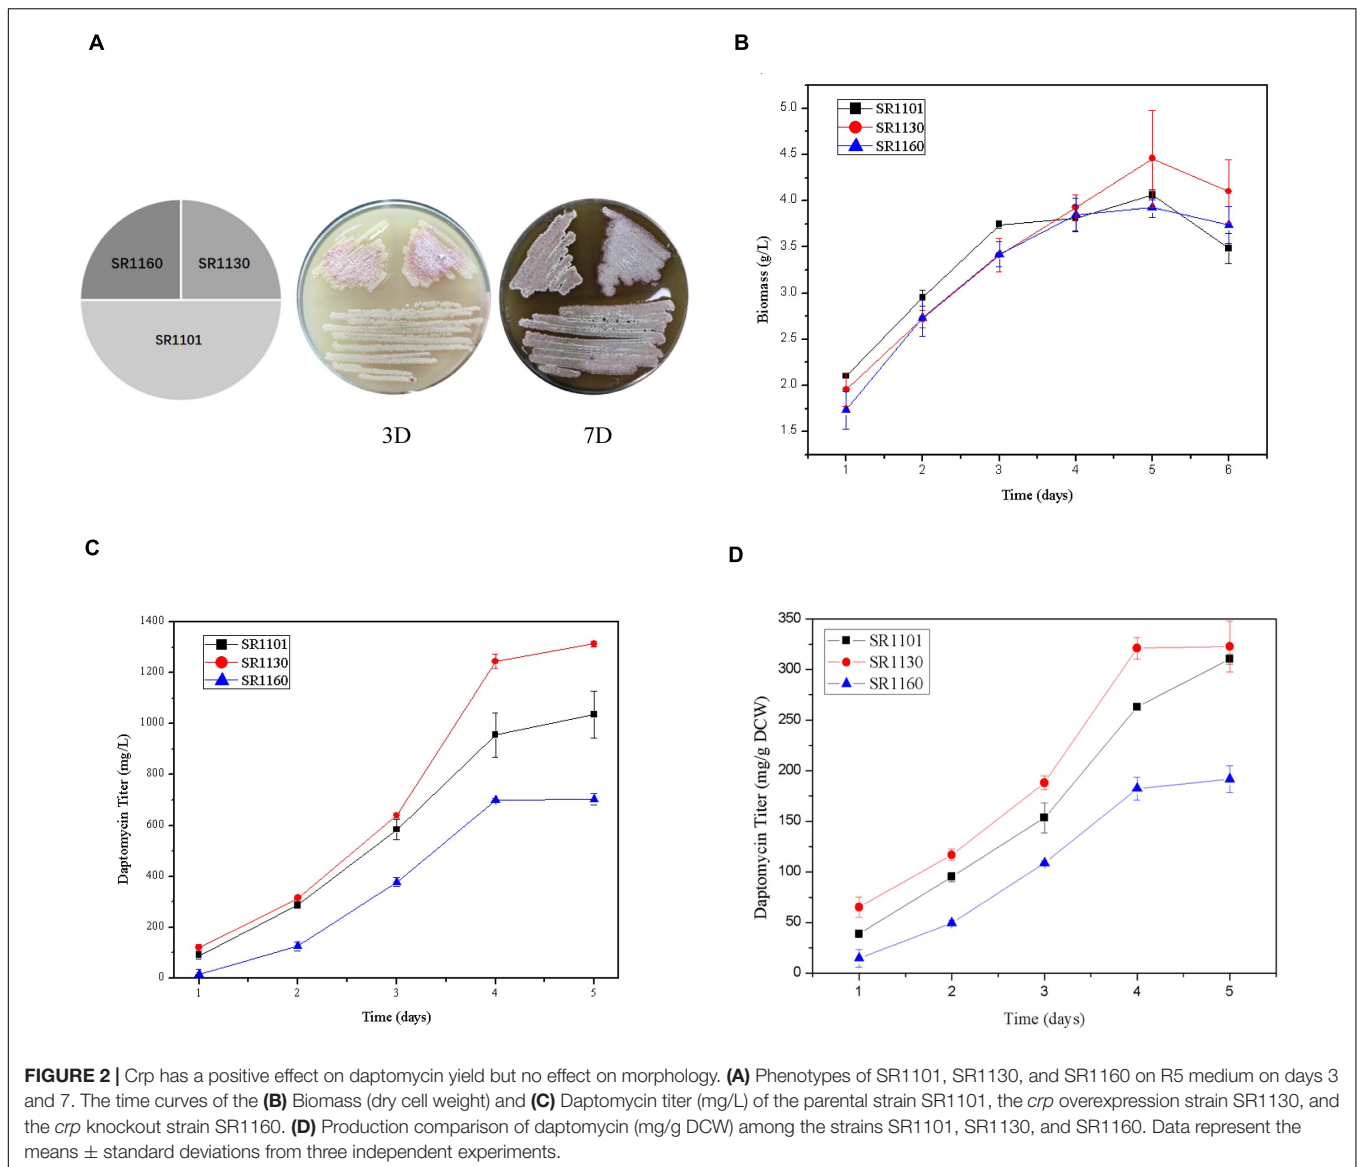 A
SR1160
SR1130
SR1101
3D
7D
B
SR1101
SR1130
SR1160
5.0
4.5
4.0
3.5
3.0
2.5
2.0
1.5
Biomass (g/L)
1 2 3 4 5 6
Time (days)
C
SR1101
SR1130
SR1160
1400
1200
1000
800
600
400
200
0
Daptomycin Titer (mg/L)
1 2 3 4 5
Time (days)
D
SR1101
SR1130
SR1160
350
300
250
200
150
100
50
0
Daptomycin Titer (mg/g DCW)
1 2 3 4 5
Time (days)
FIGURE 2 | Crp has a positive effect on daptomycin yield but no effect on morphology. (A) Phenotypes of SR1101, SR1130, and SR1160 on R5 medium on days 3
and 7. The time curves of the (B) Biomass (dry cell weight) and (C) Daptomycin titer (mg/L) of the parental strain SR1101, the crp overexpression strain SR1130, and
the crp knockout strain SR1160. (D) Production comparison of daptomycin (mg/g DCW) among the strains SR1101, SR1130, and SR1160. Data represent the
means ± standard deviations from three independent experiments.